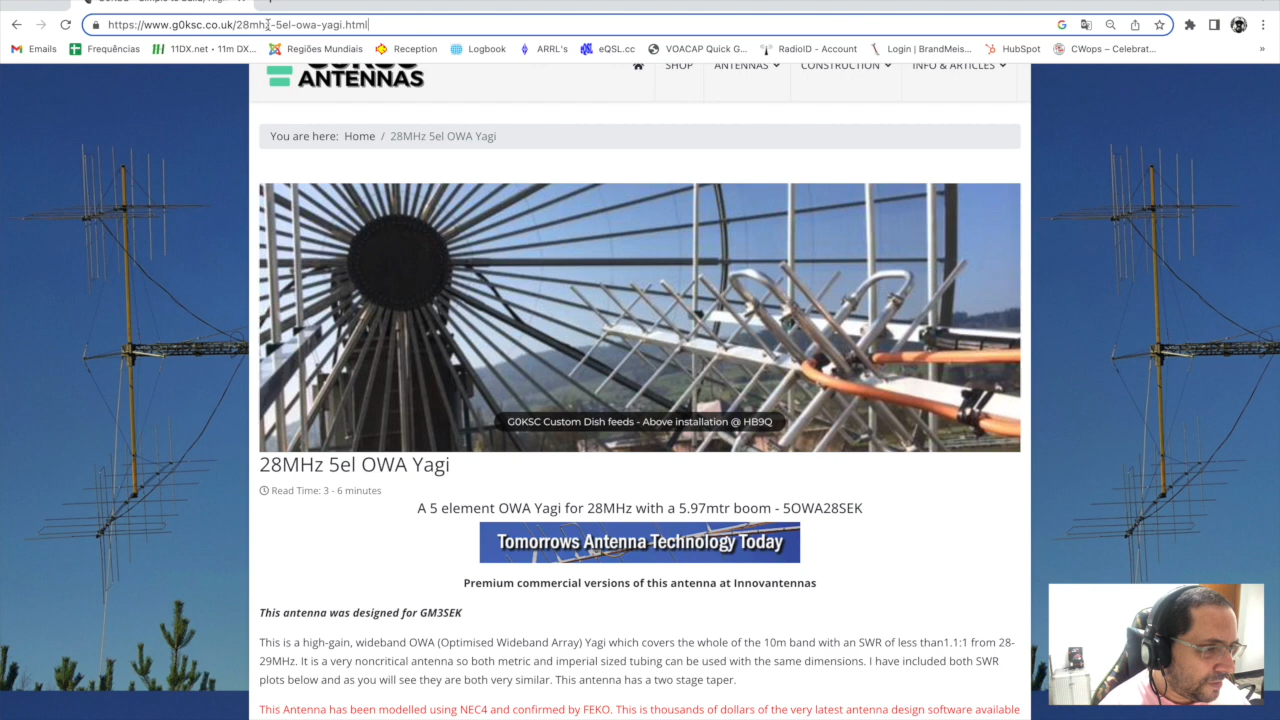 https://www.g0ksc.co.uk/28mhz-5el-owa-yagi.html
Emails
Frequências
11DX.net - 11m DX...
Regiões Mundiais
Reception
Logbook
ARRL's
eQSL.cc
VOACAP Quick G...
RadioID - Account
Login | BrandMeis...
HubSpot
CWops – Celebrat...
»
ANTENNAS
SHOP
ANTENNAS
CONSTRUCTION
INFO & ARTICLES
You are here: Home / 28MHz 5el OWA Yagi
G0KSC Custom Dish feeds - Above installation @ HB9Q
28MHz 5el OWA Yagi
Read Time: 3 - 6 minutes
A 5 element OWA Yagi for 28MHz with a 5.97mtr boom - 5OWA28SEK
Tomorrows Antenna Technology Today
Premium commercial versions of this antenna at Innovantennas
This antenna was designed for GM3SEK
This is a high-gain, wideband OWA (Optimised Wideband Array) Yagi which covers the whole of the 10m band with an SWR of less than1.1:1 from 28-
29MHz. It is a very non-critical antenna so both metric and imperial sized tubing can be used with the same dimensions. I have included both SWR
plots below and as you will see they are both very similar. This antenna has a two stage taper.
This Antenna has been modelled using NEC4 and confirmed by FEKO. This is thousands of dollars of the very latest antenna design software available